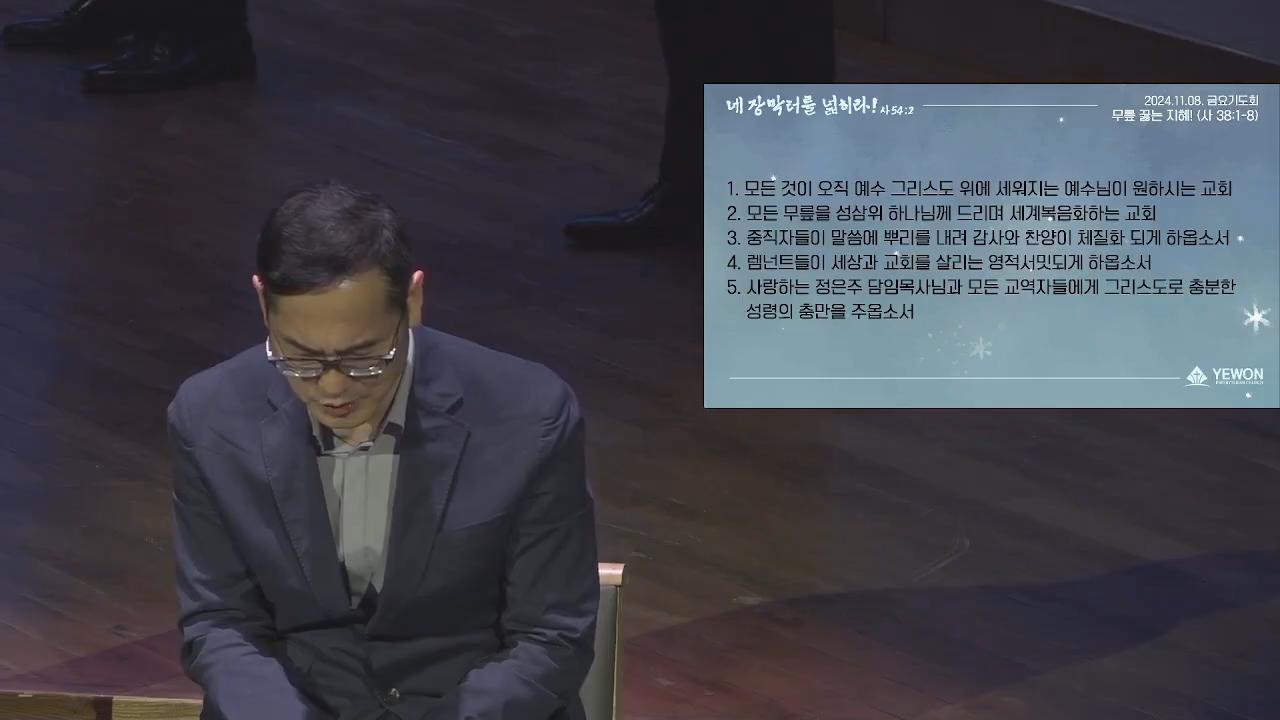 네 장막터를 넓히라! 사 54:2
2024.11.08. 금요기도회
무릎 꿇는 지혜! (사 38:1-8)
1. 모든 것이 오직 예수 그리스도 위에 세워지는 예수님이 원하시는 교회
2. 모든 무릎을 성삼위 하나님께 드리며 세계복음화하는 교회
3. 중직자들이 말씀에 뿌리를 내려 감사와 찬양이 체질화 되게 하옵소서
4. 렘넌트들이 세상과 교회를 살리는 영적서밋되게 하옵소서
5. 사랑하는 정은주 담임목사님과 모든 교역자들에게 그리스도로 충분한
성령의 충만을 주옵소서
YEWON
PRESBYTERIAN CHURCH